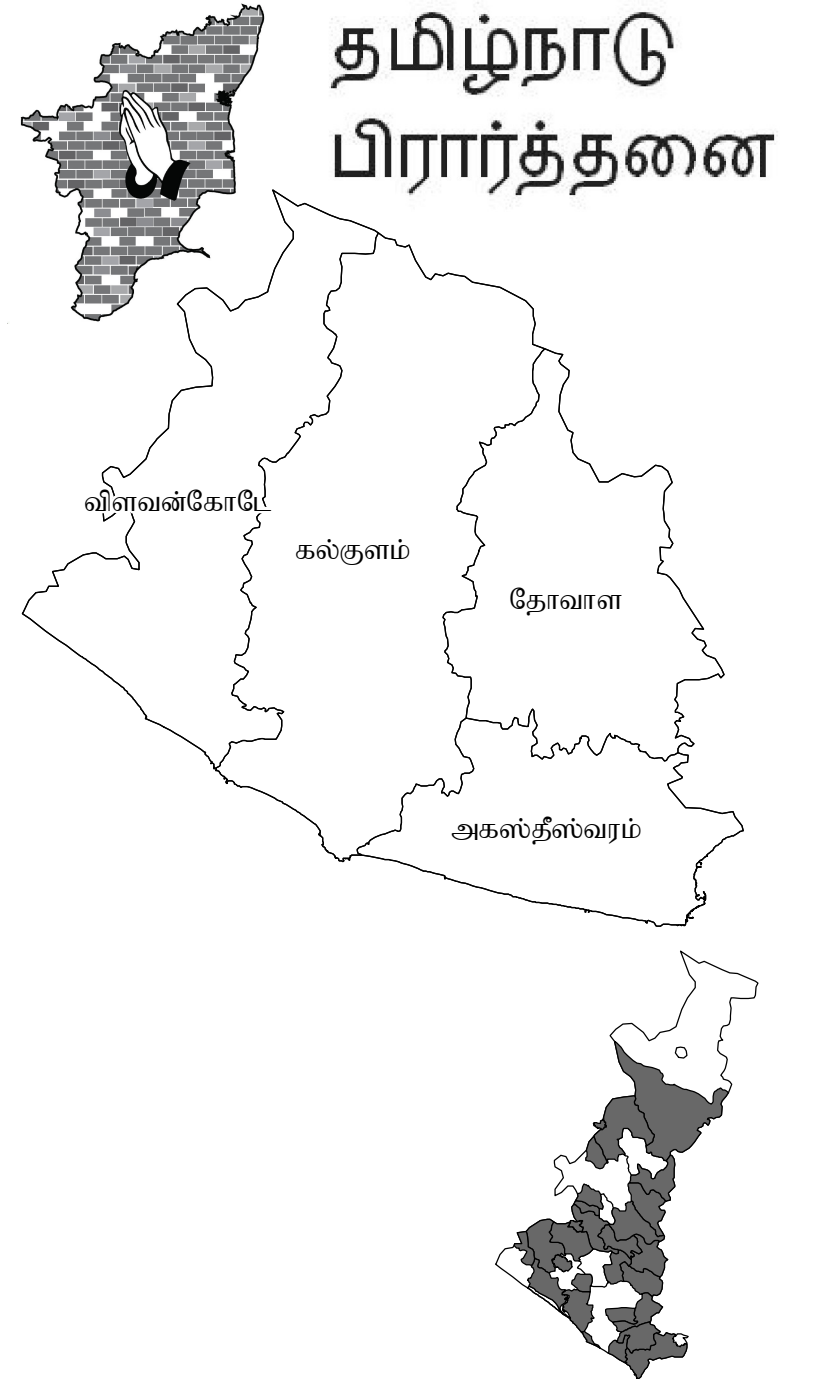 தமிழ்நாடு
பிரார்த்தனை
விளவன்கோடே
கல்குளம்
தோவாள
அகஸ்தீஸ்வரம்